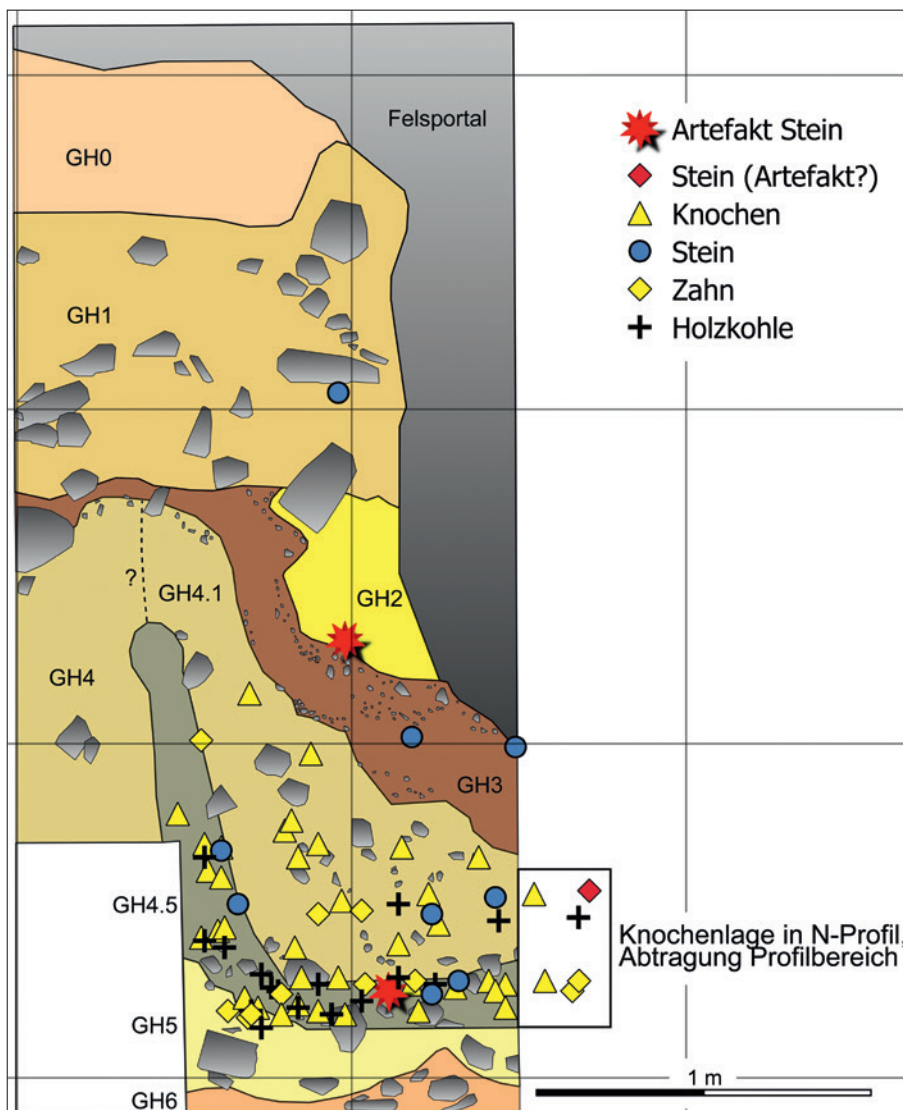 Felsportal
Artefakt Stein
Stein (Artefakt?)
Knochen
Stein
Zahn
Holzkohle
GH0
GH1
GH2
?
GH4.1
GH4
GH3
GH4.5
Knochenlage in N-Profil,
Abtragung Profilbereich
GH5
GH6
1 m